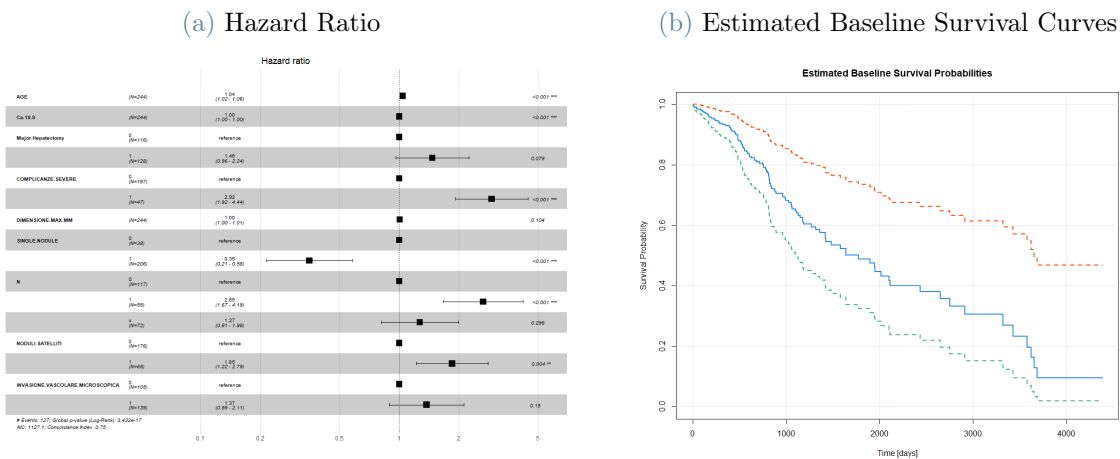 (a) Hazard Ratio
Hazard ratio
AGE (N=244) 1.04 (1.02 - 1.06) <0.001 ***
Ca.19.9 (N=244) 1.00 (1.00 - 1.00) <0.001 ***
Major.Hepatectomy 0 (N=116) reference
1 (N=128) 1.46 (0.96 - 2.24) 0.079
COMPLICANZE.SEVERE 0 (N=197) reference
1 (N=47) 2.92 (1.92 - 4.44) <0.001 ***
DIMENSIONE.MAX.MM (N=244) 1.00 (1.00 - 1.01) 0.104
SINGLE.NODULE 0 (N=38) reference
1 (N=206) 0.35 (0.21 - 0.58) <0.001 ***
N 0 (N=117) reference
1 (N=55) 2.65 (1.67 - 4.19) <0.001 ***
x (N=72) 1.27 (0.81 - 1.98) 0.296
NODULI.SATELLITI 0 (N=176) reference
1 (N=68) 1.85 (1.22 - 2.79) 0.004 **
INVASIONE.VASCOLARE.MICROSCOPICA 0 (N=105) reference
1 (N=139) 1.37 (0.89 - 2.11) 0.15
# Events: 127; Global p-value (Log-Rank): 3.432e-17
AIC: 1127.1; Concordance Index: 0.75
0.1 0.2 0.5 1 2 5
(b) Estimated Baseline Survival Curves
Estimated Baseline Survival Probabilities
Survival Probability
1.0
0.8
0.6
0.4
0.2
0.0
0 1000 2000 3000 4000
Time [days]